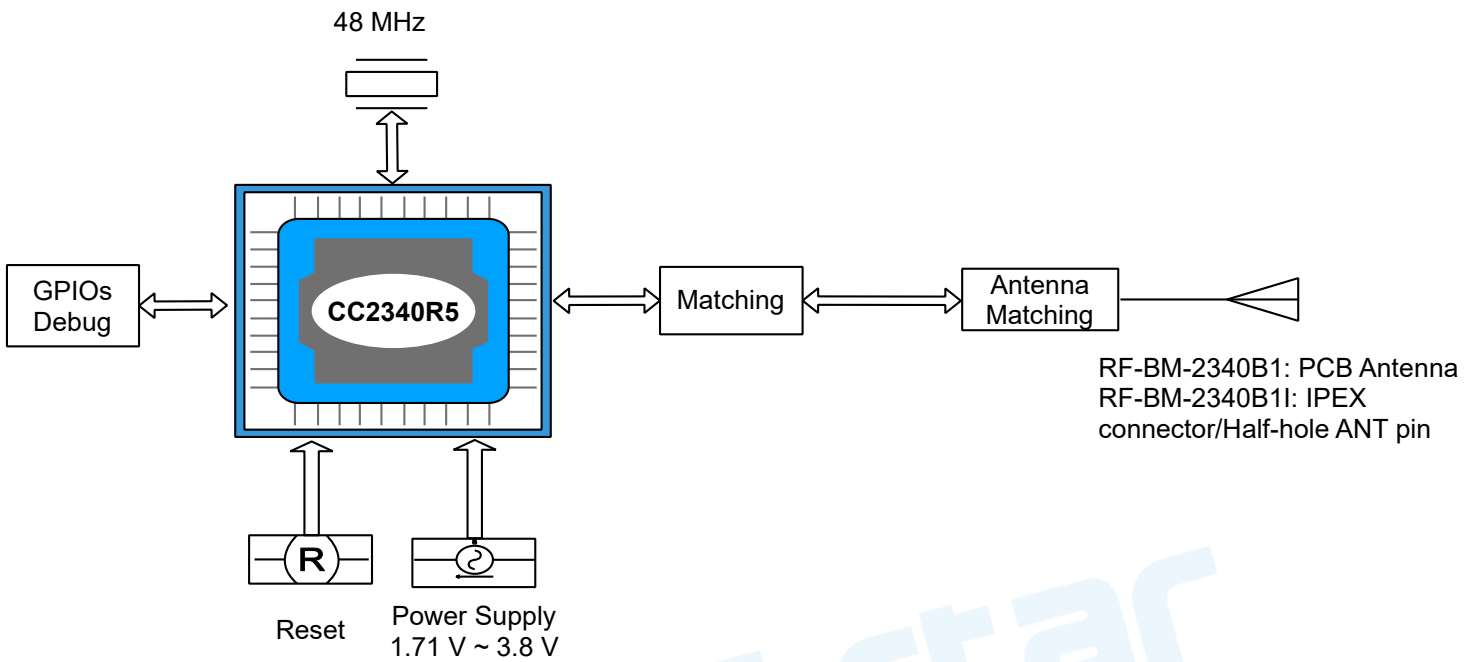 48 MHz
GPIOs
Debug
CC2340R5
Matching
Antenna
Matching
RF-BM-2340B1: PCB Antenna
RF-BM-2340B1I: IPEX
connector/Half-hole ANT pin
R
Reset
Power Supply
1.71 V ~ 3.8 V